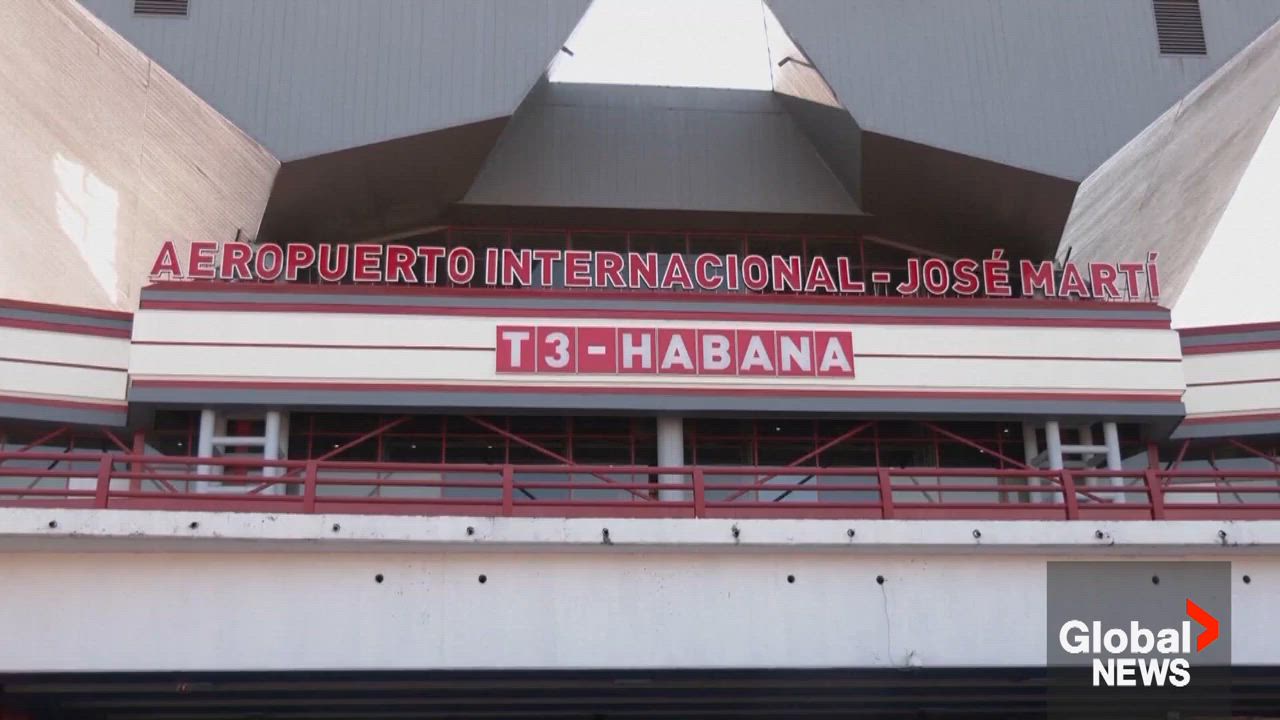 AEROPUERTO INTERNACIONAL - JOSÉ MARTÍ
T3 - HABANA
Global
NEWS